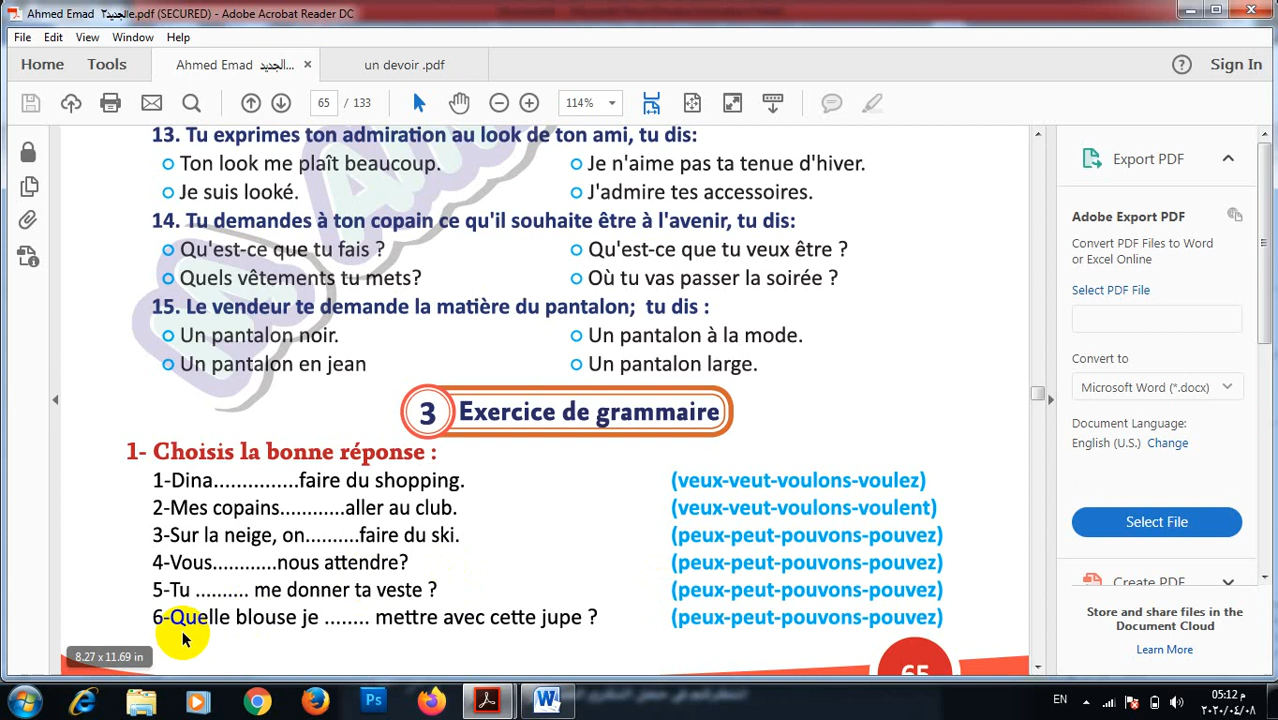 Ahmed Emad الجديد٢e.pdf (SECURED) - Adobe Acrobat Reader DC
File Edit View Window Help
Home Tools Ahmed Emad الجديد... × un devoir .pdf Sign In
65 / 133 114%
13. Tu exprimes ton admiration au look de ton ami, tu dis:
Ton look me plaît beaucoup. Je n'aime pas ta tenue d'hiver.
Je suis looké. J'admire tes accessoires.
14. Tu demandes à ton copain ce qu'il souhaite être à l'avenir, tu dis:
Qu'est-ce que tu fais ? Qu'est-ce que tu veux être ?
Quels vêtements tu mets? Où tu vas passer la soirée ?
15. Le vendeur te demande la matière du pantalon; tu dis :
Un pantalon noir. Un pantalon à la mode.
Un pantalon en jean Un pantalon large.
3 Exercice de grammaire
1- Choisis la bonne réponse :
1-Dina...............faire du shopping. (veux-veut-voulons-voulez)
2-Mes copains............aller au club. (veux-veut-voulons-voulent)
3-Sur la neige, on..........faire du ski. (peux-peut-pouvons-pouvez)
4-Vous............nous attendre? (peux-peut-pouvons-pouvez)
5-Tu .......... me donner ta veste ? (peux-peut-pouvons-pouvez)
6-Quelle blouse je ........ mettre avec cette jupe ? (peux-peut-pouvons-pouvez)
8.27 x 11.69 in
65
Export PDF
Adobe Export PDF
Convert PDF Files to Word
or Excel Online
Select PDF File
Convert to
Microsoft Word (*.docx)
Document Language:
English (U.S.) Change
Select File
Create PDF
Store and share files in the
Document Cloud
Learn More
EN
05:12 م
٢٠٢٠/٠٤/٠٨